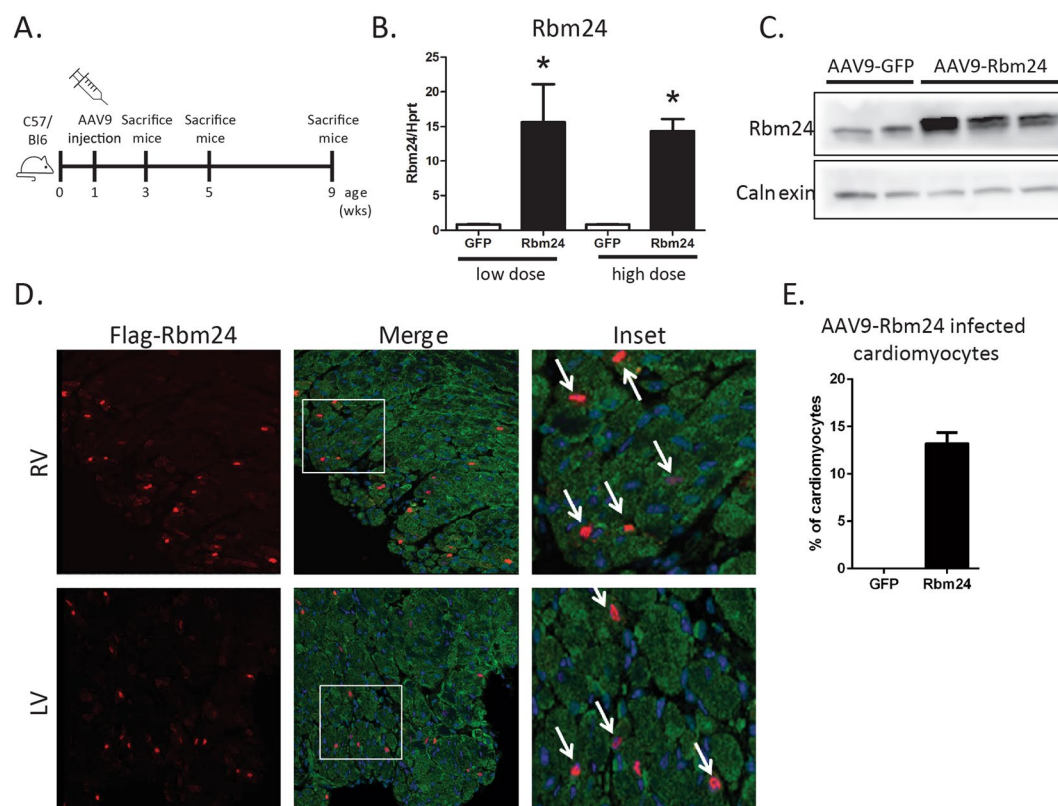 A.
C57/
Bl6
AAV9
injection
Sacrifice
mice
Sacrifice
mice
Sacrifice
mice
0 1 3 5 9 age
(wks)
B.
Rbm24
Rbm24/Hprt
25
20
15
10
5
0
* *
GFP Rbm24 GFP Rbm24
low dose high dose
C.
AAV9-GFP AAV9-Rbm24
Rbm24
Calnexin
D.
Flag-Rbm24 Merge Inset
RV
LV
E.
AAV9-Rbm24 infected
cardiomyocytes
% of cardiomyocytes
20
15
10
5
0
GFP Rbm24